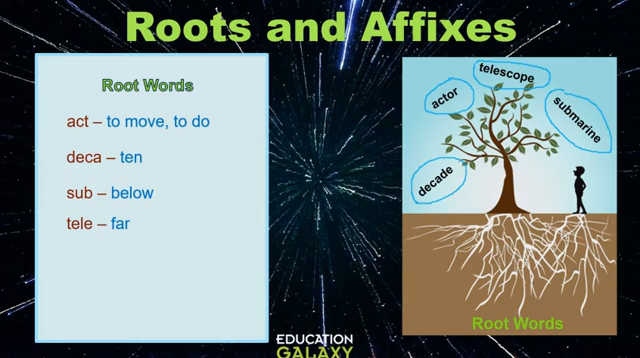 Roots and Affixes
Root Words
act – to move, to do
deca – ten
sub – below
tele – far
telescope
actor
submarine
decade
Root Words
EDUCATION
GALAXY